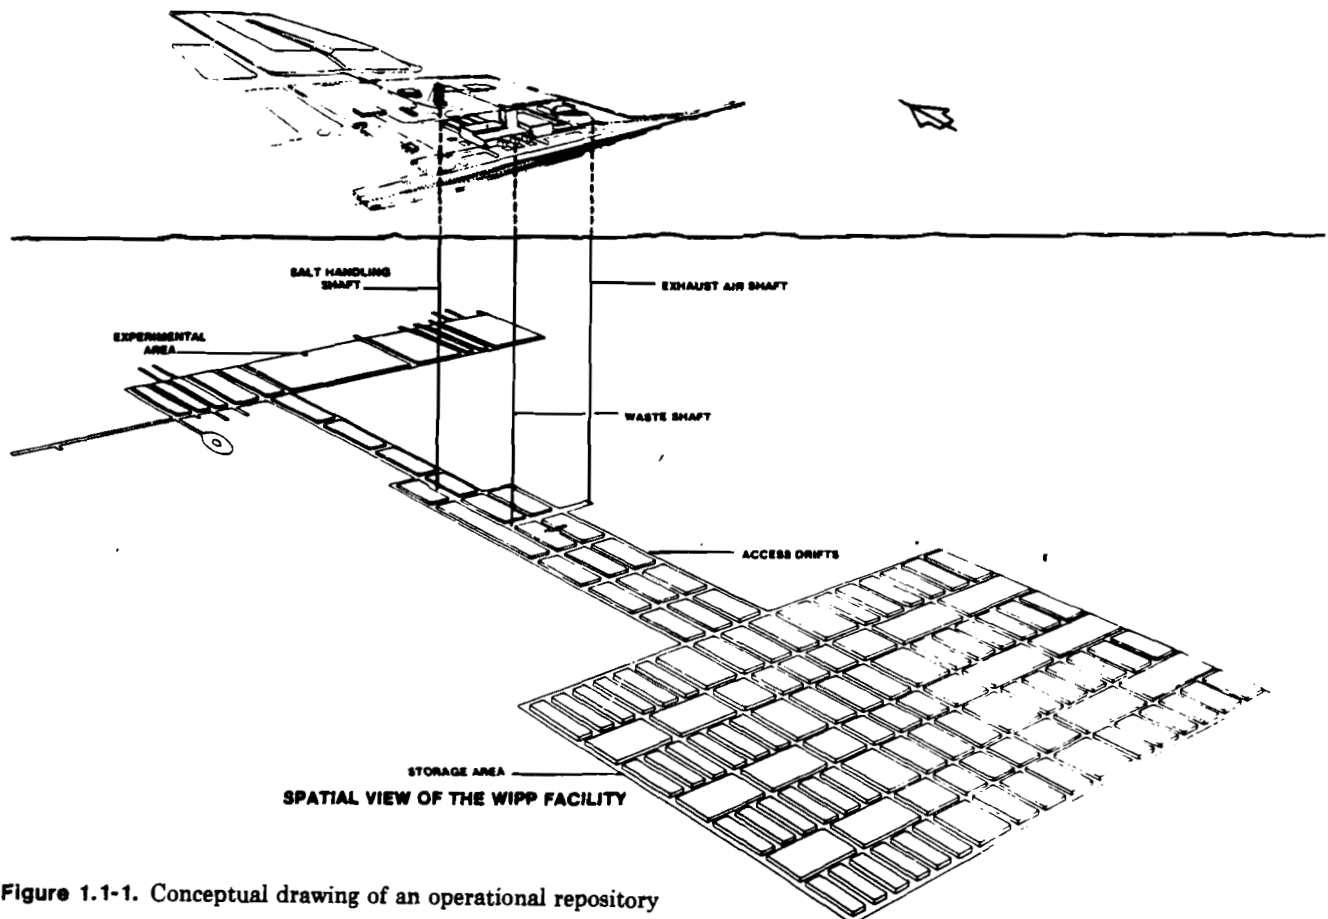 SALT HANDLING
SHAFT
EXHAUST AIR SHAFT
EXPERIMENTAL
AREA
WASTE SHAFT
ACCESS DRIFTS
STORAGE AREA
SPATIAL VIEW OF THE WIPP FACILITY
Figure 1.1-1. Conceptual drawing of an operational repository